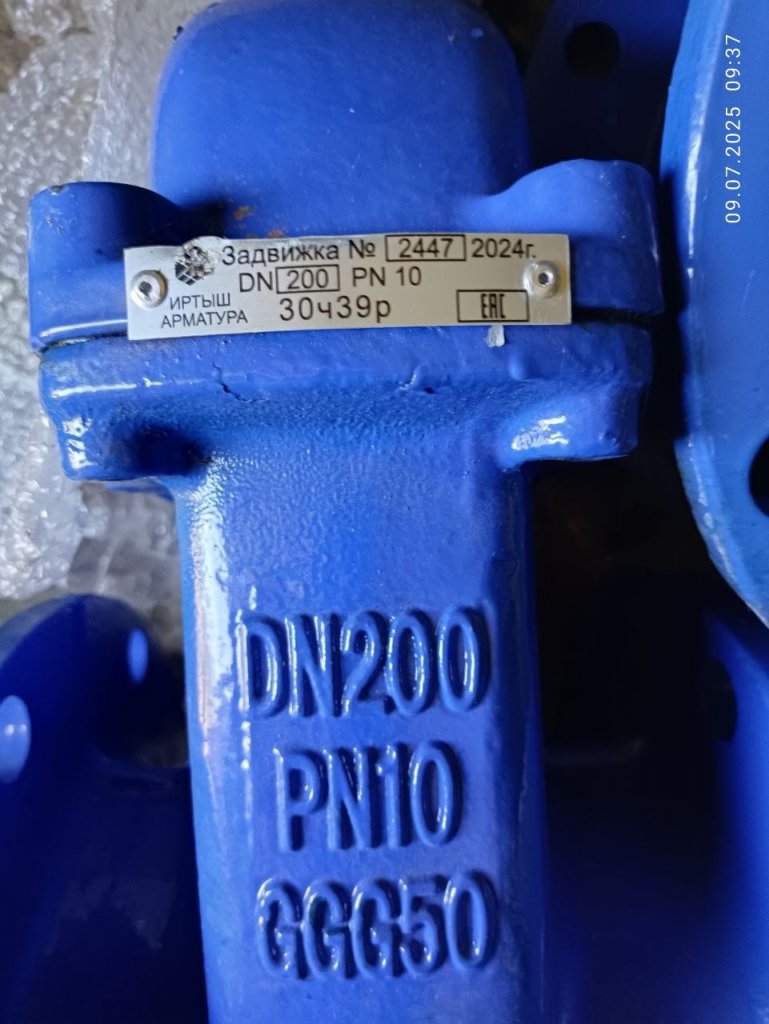 Задвижка № 2447 2024г.
DN 200 PN 10
ИРТЫШ
АРМАТУРА
30ч39р
EAC
DN200
PN10
GGG50
09.07.2025 09:37